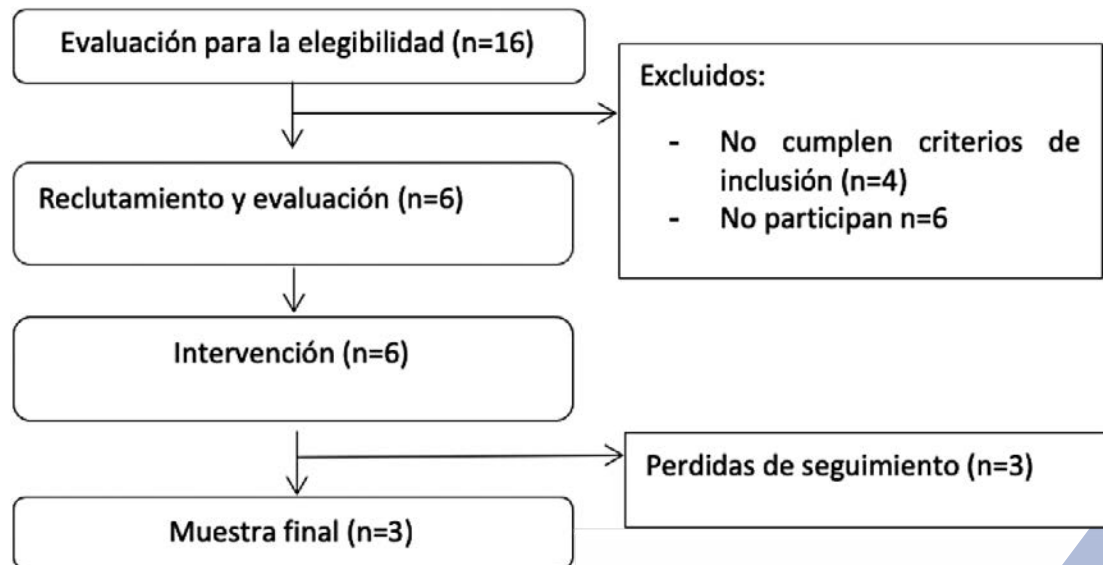 Evaluación para la elegibilidad (n=16)
Excluidos:
- No cumplen criterios de
inclusión (n=4)
- No participan n=6
Reclutamiento y evaluación (n=6)
Intervención (n=6)
Perdidas de seguimiento (n=3)
Muestra final (n=3)